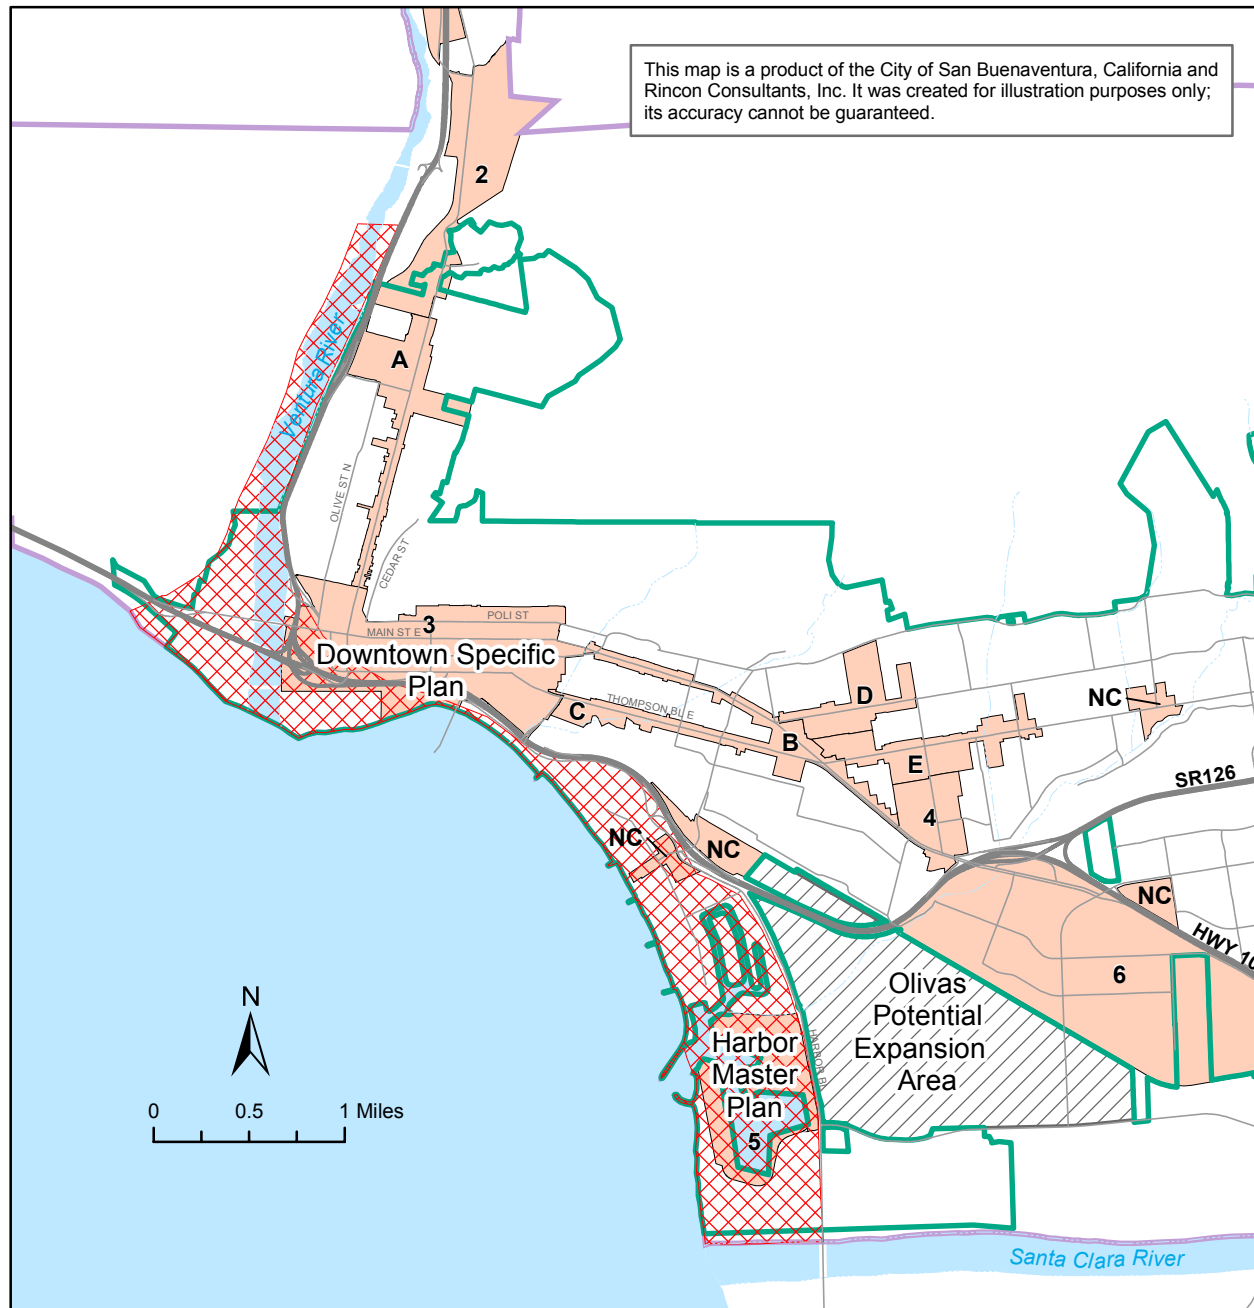 This map is a product of the City of San Buenaventura, California and
Rincon Consultants, Inc. It was created for illustration purposes only;
its accuracy cannot be guaranteed.
2
Ventura River
A
OLIVE ST N
CEDAR ST
POLI ST
3
MAIN ST E
Downtown Specific
Plan
THOMPSON BL E
C
B
D
NC
E
4
SR126
NC
NC
NC
HWY 10
6
Olivas
Potential
Expansion
Area
HARBOR BL
Harbor
Master
Plan
5
N
0 0.5 1 Miles
Santa Clara River